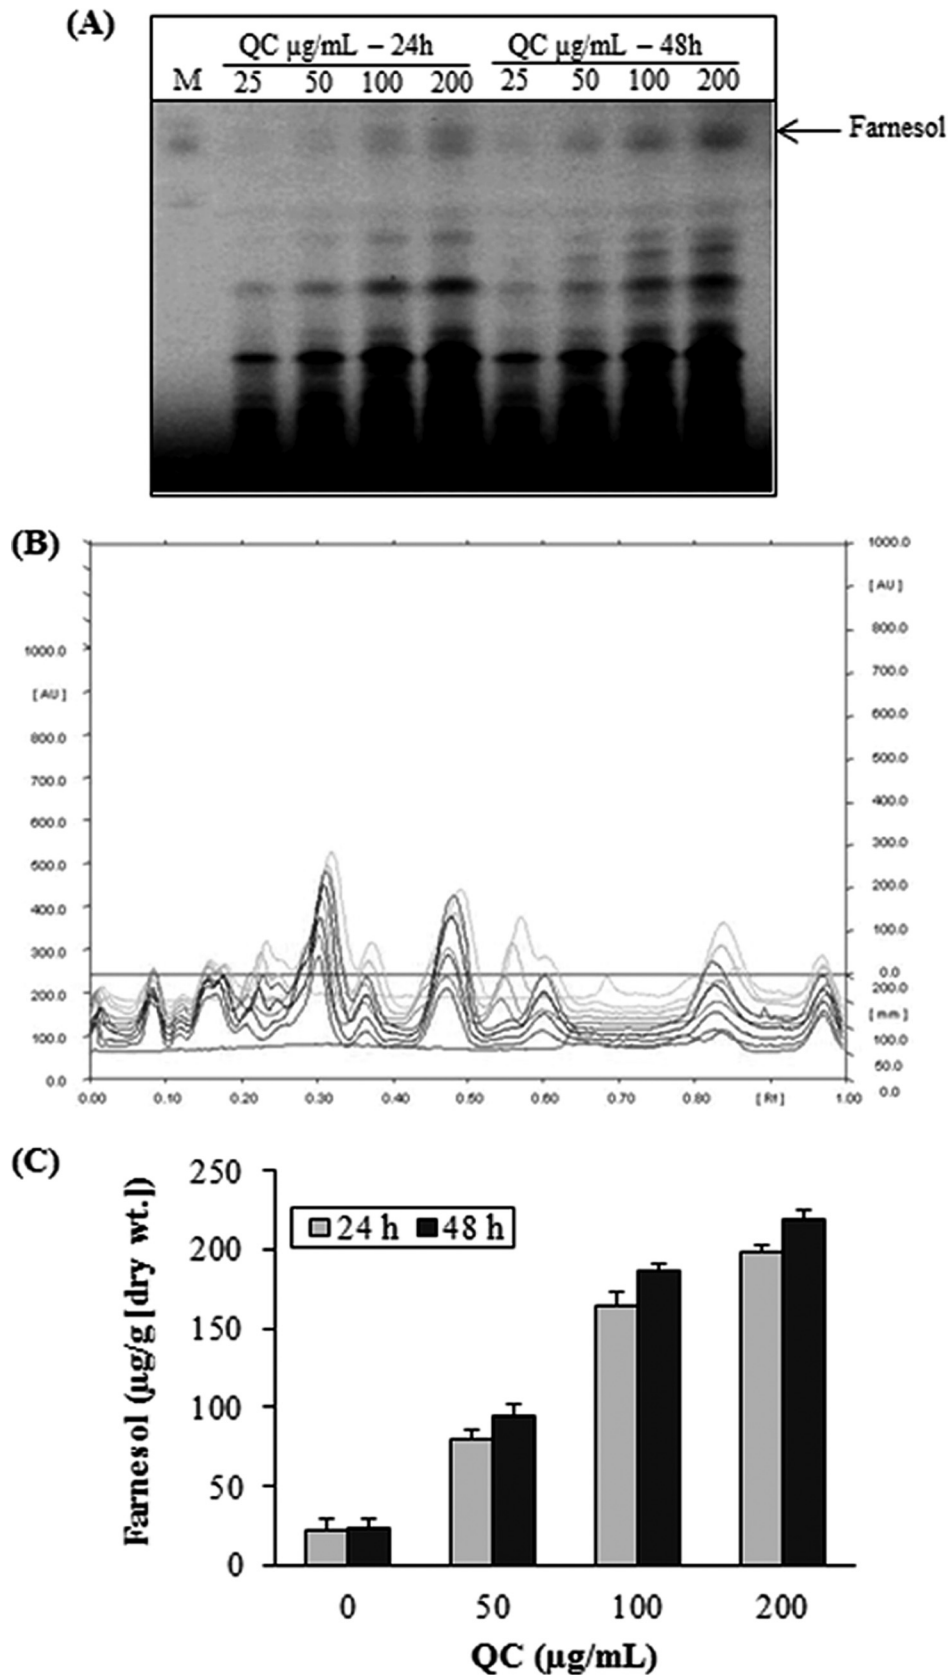 (A)
QC µg/mL – 24h QC µg/mL – 48h
M 25 50 100 200 25 50 100 200
Farnesol
(B)
1000.0
[AU]
800.0
700.0
600.0
500.0
400.0
300.0
200.0
100.0
0.0
1000.0
[AU]
800.0
700.0
600.0
500.0
400.0
300.0
200.0
100.0
0.0
200.0
[mm]
100.0
50.0
0.0
0.00 0.10 0.20 0.30 0.40 0.50 0.60 0.70 0.80 [Rf] 1.00
(C)
Farnesol (µg/g [dry wt.])
250
200
150
100
50
0
24 h 48 h
0 50 100 200
QC (µg/mL)